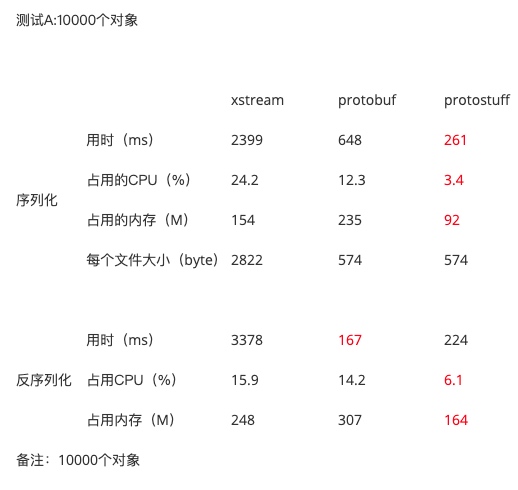 测试A:10000个对象
xstream protobuf protostuff
用时（ms） 2399 648 261
占用的CPU（%） 24.2 12.3 3.4
序列化
占用的内存（M） 154 235 92
每个文件大小（byte） 2822 574 574
用时（ms） 3378 167 224
反序列化 占用CPU（%） 15.9 14.2 6.1
占用内存（M） 248 307 164
备注：10000个对象